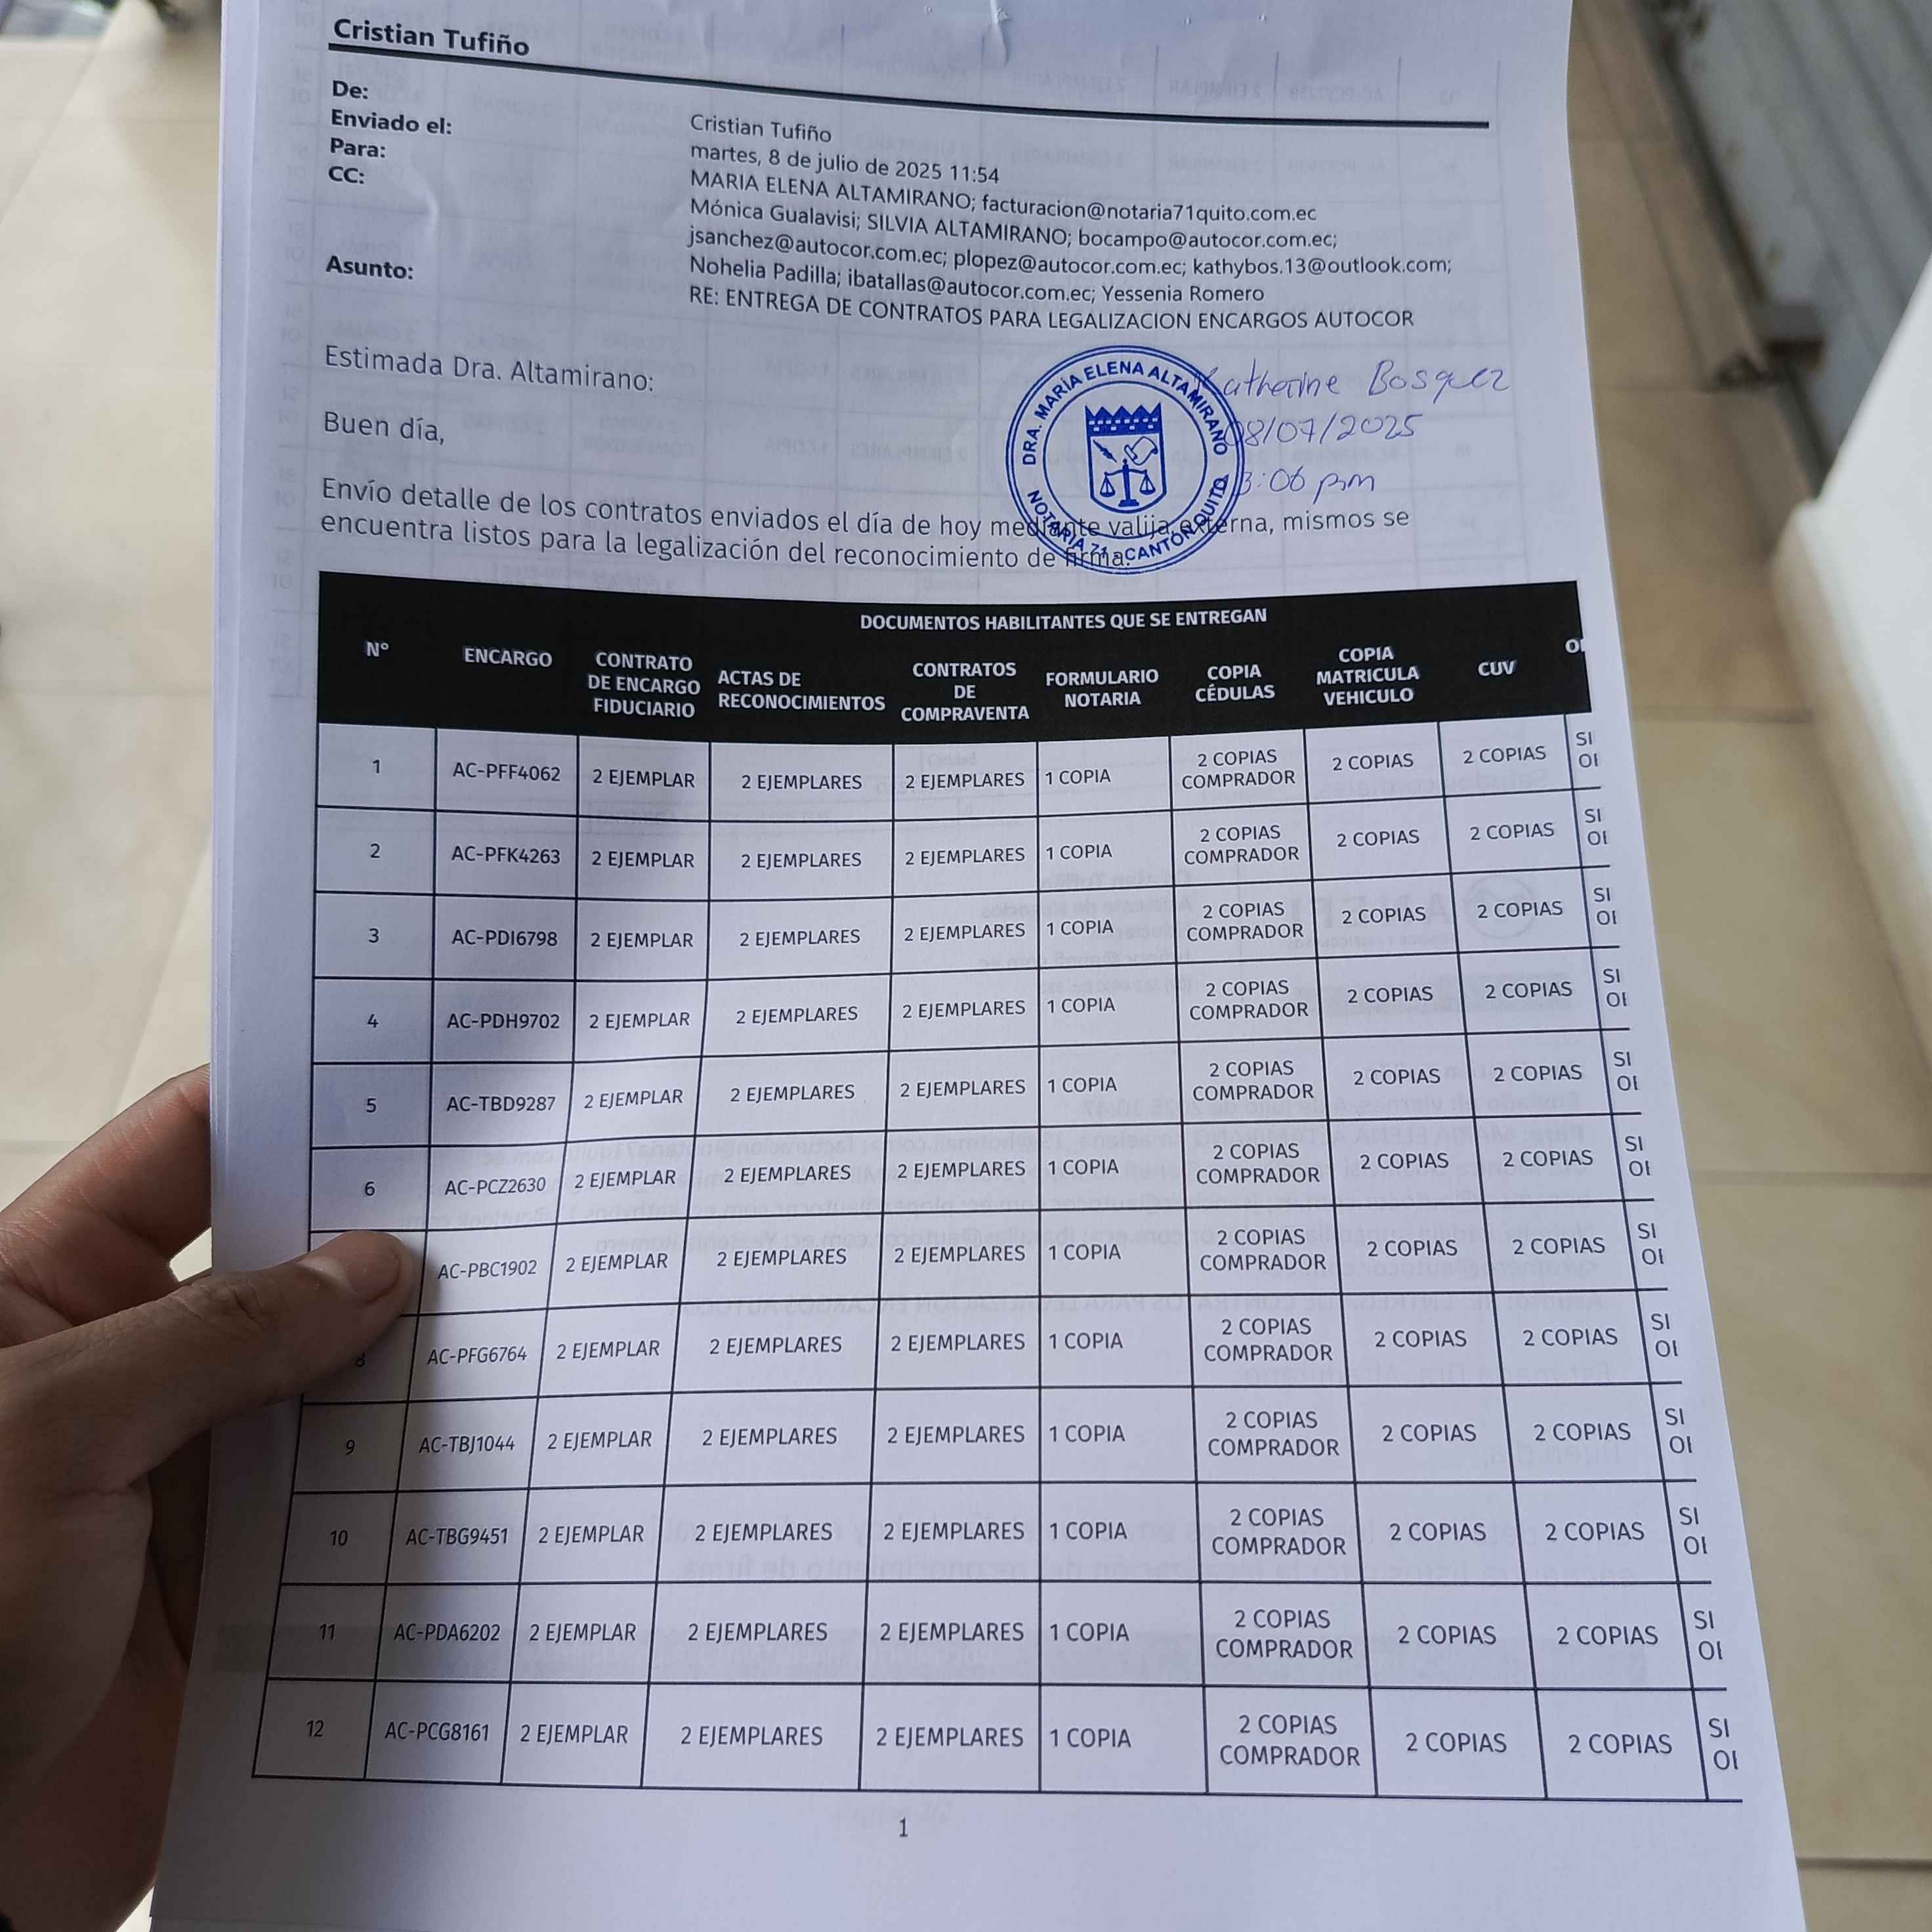 Cristian Tufiño
De: Cristian Tufiño
Enviado el: martes, 8 de julio de 2025 11:54
Para: MARIA ELENA ALTAMIRANO; facturacion@notaria71quito.com.ec
CC: Mónica Gualavisi; SILVIA ALTAMIRANO; bocampo@autocor.com.ec;
jsanchez@autocor.com.ec; plopez@autocor.com.ec; kathybos.13@outlook.com;
Nohelia Padilla; ibatallas@autocor.com.ec; Yessenia Romero
Asunto: RE: ENTREGA DE CONTRATOS PARA LEGALIZACION ENCARGOS AUTOCOR
Estimada Dra. Altamirano:
Buen día,
DRA. MARÍA ELENA ALTAMIRANO
NOTARIA 71 - CANTÓN QUITO
Katherine Bosquez
08/07/2025
3:06 pm
Envío detalle de los contratos enviados el día de hoy mediante valija externa, mismos se
encuentra listos para la legalización del reconocimiento de firma.
DOCUMENTOS HABILITANTES QUE SE ENTREGAN
N° ENCARGO CONTRATO DE ENCARGO FIDUCIARIO ACTAS DE RECONOCIMIENTOS CONTRATOS DE COMPRAVENTA FORMULARIO NOTARIA COPIA CÉDULAS COPIA MATRICULA VEHICULO CUV
1 AC-PFF4062 2 EJEMPLAR 2 EJEMPLARES 2 EJEMPLARES 1 COPIA 2 COPIAS COMPRADOR 2 COPIAS 2 COPIAS SI
2 AC-PFK4263 2 EJEMPLAR 2 EJEMPLARES 2 EJEMPLARES 1 COPIA 2 COPIAS COMPRADOR 2 COPIAS 2 COPIAS SI
3 AC-PDI6798 2 EJEMPLAR 2 EJEMPLARES 2 EJEMPLARES 1 COPIA 2 COPIAS COMPRADOR 2 COPIAS 2 COPIAS SI
4 AC-PDH9702 2 EJEMPLAR 2 EJEMPLARES 2 EJEMPLARES 1 COPIA 2 COPIAS COMPRADOR 2 COPIAS 2 COPIAS SI
5 AC-TBD9287 2 EJEMPLAR 2 EJEMPLARES 2 EJEMPLARES 1 COPIA 2 COPIAS COMPRADOR 2 COPIAS 2 COPIAS SI
6 AC-PCZ2630 2 EJEMPLAR 2 EJEMPLARES 2 EJEMPLARES 1 COPIA 2 COPIAS COMPRADOR 2 COPIAS 2 COPIAS SI
AC-PBC1902 2 EJEMPLAR 2 EJEMPLARES 2 EJEMPLARES 1 COPIA 2 COPIAS COMPRADOR 2 COPIAS 2 COPIAS SI
8 AC-PFG6764 2 EJEMPLAR 2 EJEMPLARES 2 EJEMPLARES 1 COPIA 2 COPIAS COMPRADOR 2 COPIAS 2 COPIAS SI
9 AC-TBJ1044 2 EJEMPLAR 2 EJEMPLARES 2 EJEMPLARES 1 COPIA 2 COPIAS COMPRADOR 2 COPIAS 2 COPIAS SI
10 AC-TBG9451 2 EJEMPLAR 2 EJEMPLARES 2 EJEMPLARES 1 COPIA 2 COPIAS COMPRADOR 2 COPIAS 2 COPIAS SI
11 AC-PDA6202 2 EJEMPLAR 2 EJEMPLARES 2 EJEMPLARES 1 COPIA 2 COPIAS COMPRADOR 2 COPIAS 2 COPIAS SI
12 AC-PCG8161 2 EJEMPLAR 2 EJEMPLARES 2 EJEMPLARES 1 COPIA 2 COPIAS COMPRADOR 2 COPIAS 2 COPIAS SI
1